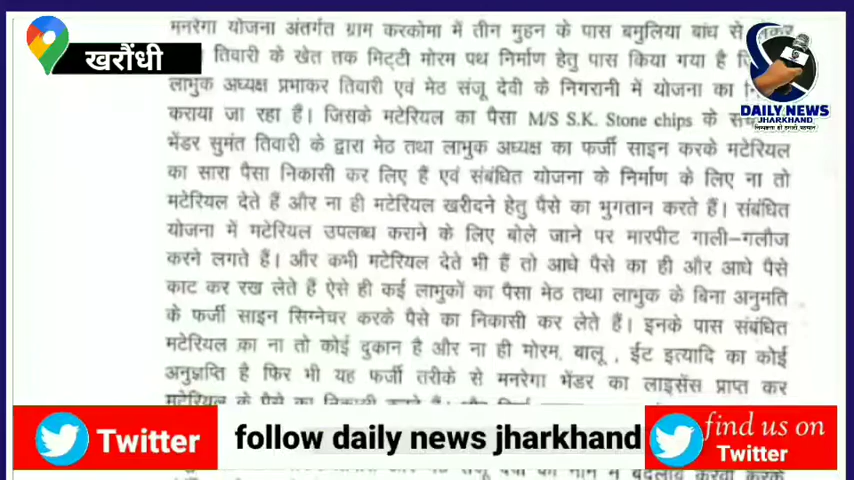 मनरेगा योजना अंतर्गत ग्राम करकोमा में तीन मुहन के पास बमुलिया बांध से लेकर
तिवारी के खेत तक मिट्टी मोरम पथ निर्माण हेतु पास किया गया है
खरौंधी
लाभुक अध्यक्ष प्रभाकर तिवारी एवं मेठ संजू देवी के निगरानी में योजना का
कराया जा रहा है। जिसके मटेरियल का पैसा M/S S.K. Stone chips के
भेंडर सुमंत तिवारी के द्वारा मेठ तथा लाभुक अध्यक्ष का फर्जी साइन करके मटेरियल
का सारा पैसा निकासी कर लिए हैं एवं संबंधित योजना के निर्माण के लिए ना तो
मटेरियल देते हैं और ना ही मटेरियल खरीदने हेतु पैसे का भुगतान करते हैं। संबंधित
योजना में मटेरियल उपलब्ध कराने के लिए बोले जाने पर मारपीट गाली–गलौज
करने लगते हैं। और कभी मटेरियल देते भी हैं तो आधे पैसे का ही और आधे पैसे
काट कर रख लेते हैं ऐसे ही कई लाभुकों का पैसा मेठ तथा लाभुक के बिना अनुमति
के फर्जी साइन सिग्नेचर करके पैसे का निकासी कर लेते हैं। इनके पास संबंधित
मटेरियल का ना तो कोई दुकान है और ना ही मोरम, बालू , ईट इत्यादि का कोई
अनुज्ञप्ति है फिर भी यह फर्जी तरीके से मनरेगा भेंडर का लाइसेंस प्राप्त कर
मटेरियल के पैसे का निकासी करते हैं।
DAILY NEWS
JHARKHAND
Twitter
follow daily news jharkhand
find us on
Twitter